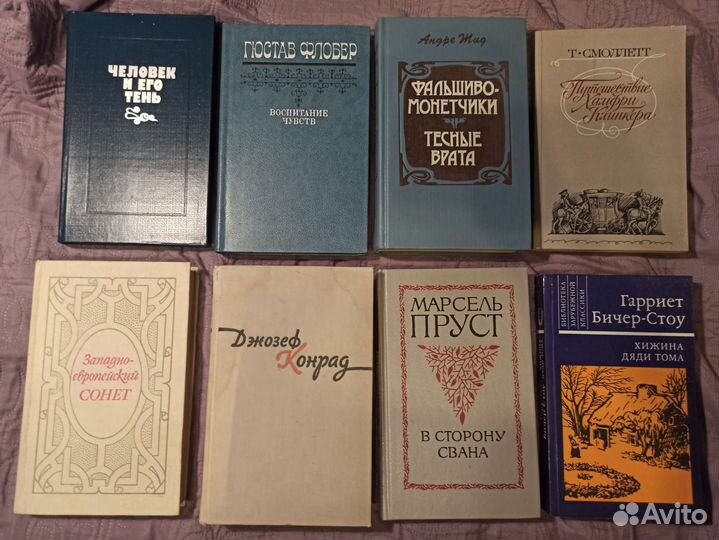 ЧЕЛОВЕК
И ЕГО
ТЕНЬ
ГЮСТАВ ФЛОБЕР
ВОСПИТАНИЕ
ЧУВСТВ
Андре Жид
ФАЛЬШИВО-
МОНЕТЧИКИ
ТЕСНЫЕ
ВРАТА
Т·СМОЛЛЕТТ
Путешествие
Хамфри
Клинкера
Западно-
европейский
СОНЕТ
Джозеф
Конрад
МАРСЕЛЬ
ПРУСТ
В СТОРОНУ
СВАНА
БИБЛИОТЕКА
ЗАРУБЕЖНОЙ
КЛАССИКИ
Гарриет
Бичер-Стоу
ХИЖИНА
ДЯДИ ТОМА
Avito